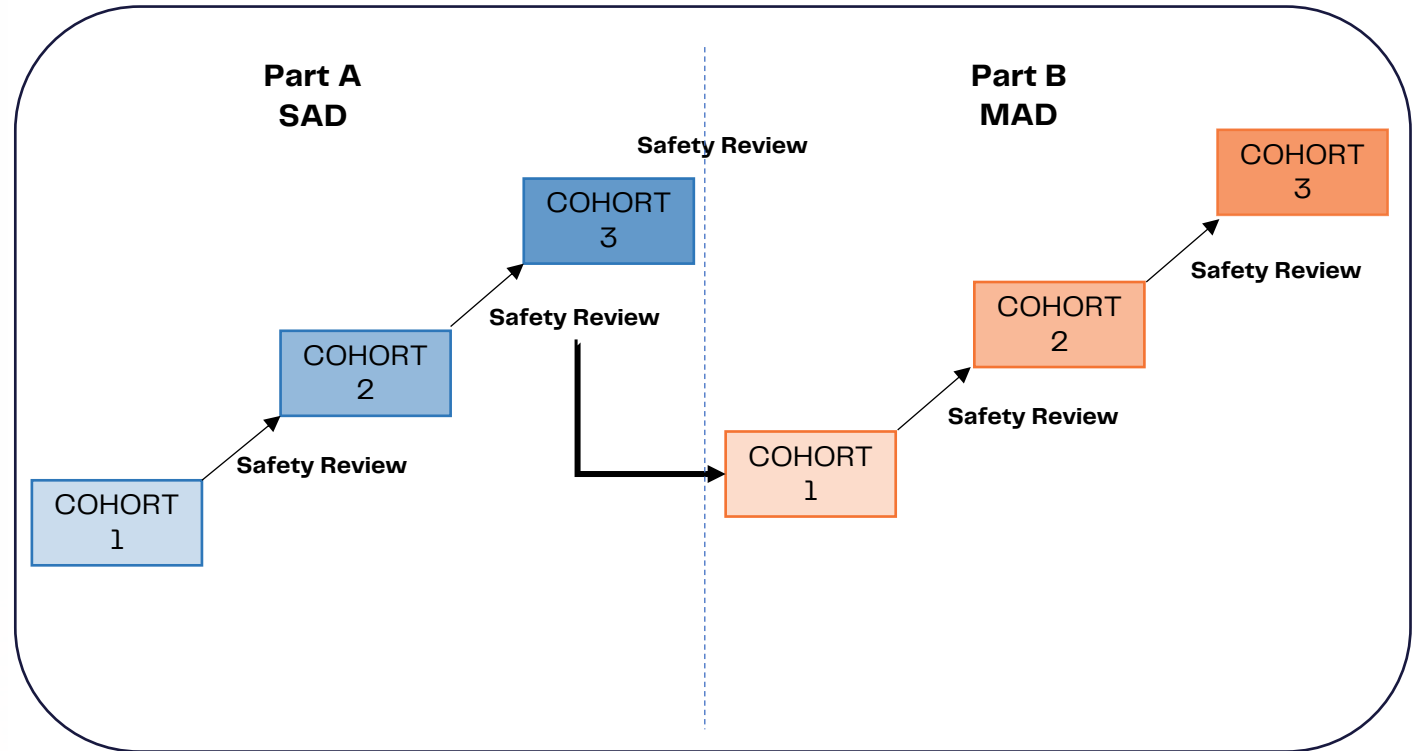 Part A
SAD
Safety Review
COHORT
3
Safety Review
COHORT
2
Safety Review
COHORT
1
Part B
MAD
COHORT
3
Safety Review
COHORT
2
Safety Review
COHORT
1